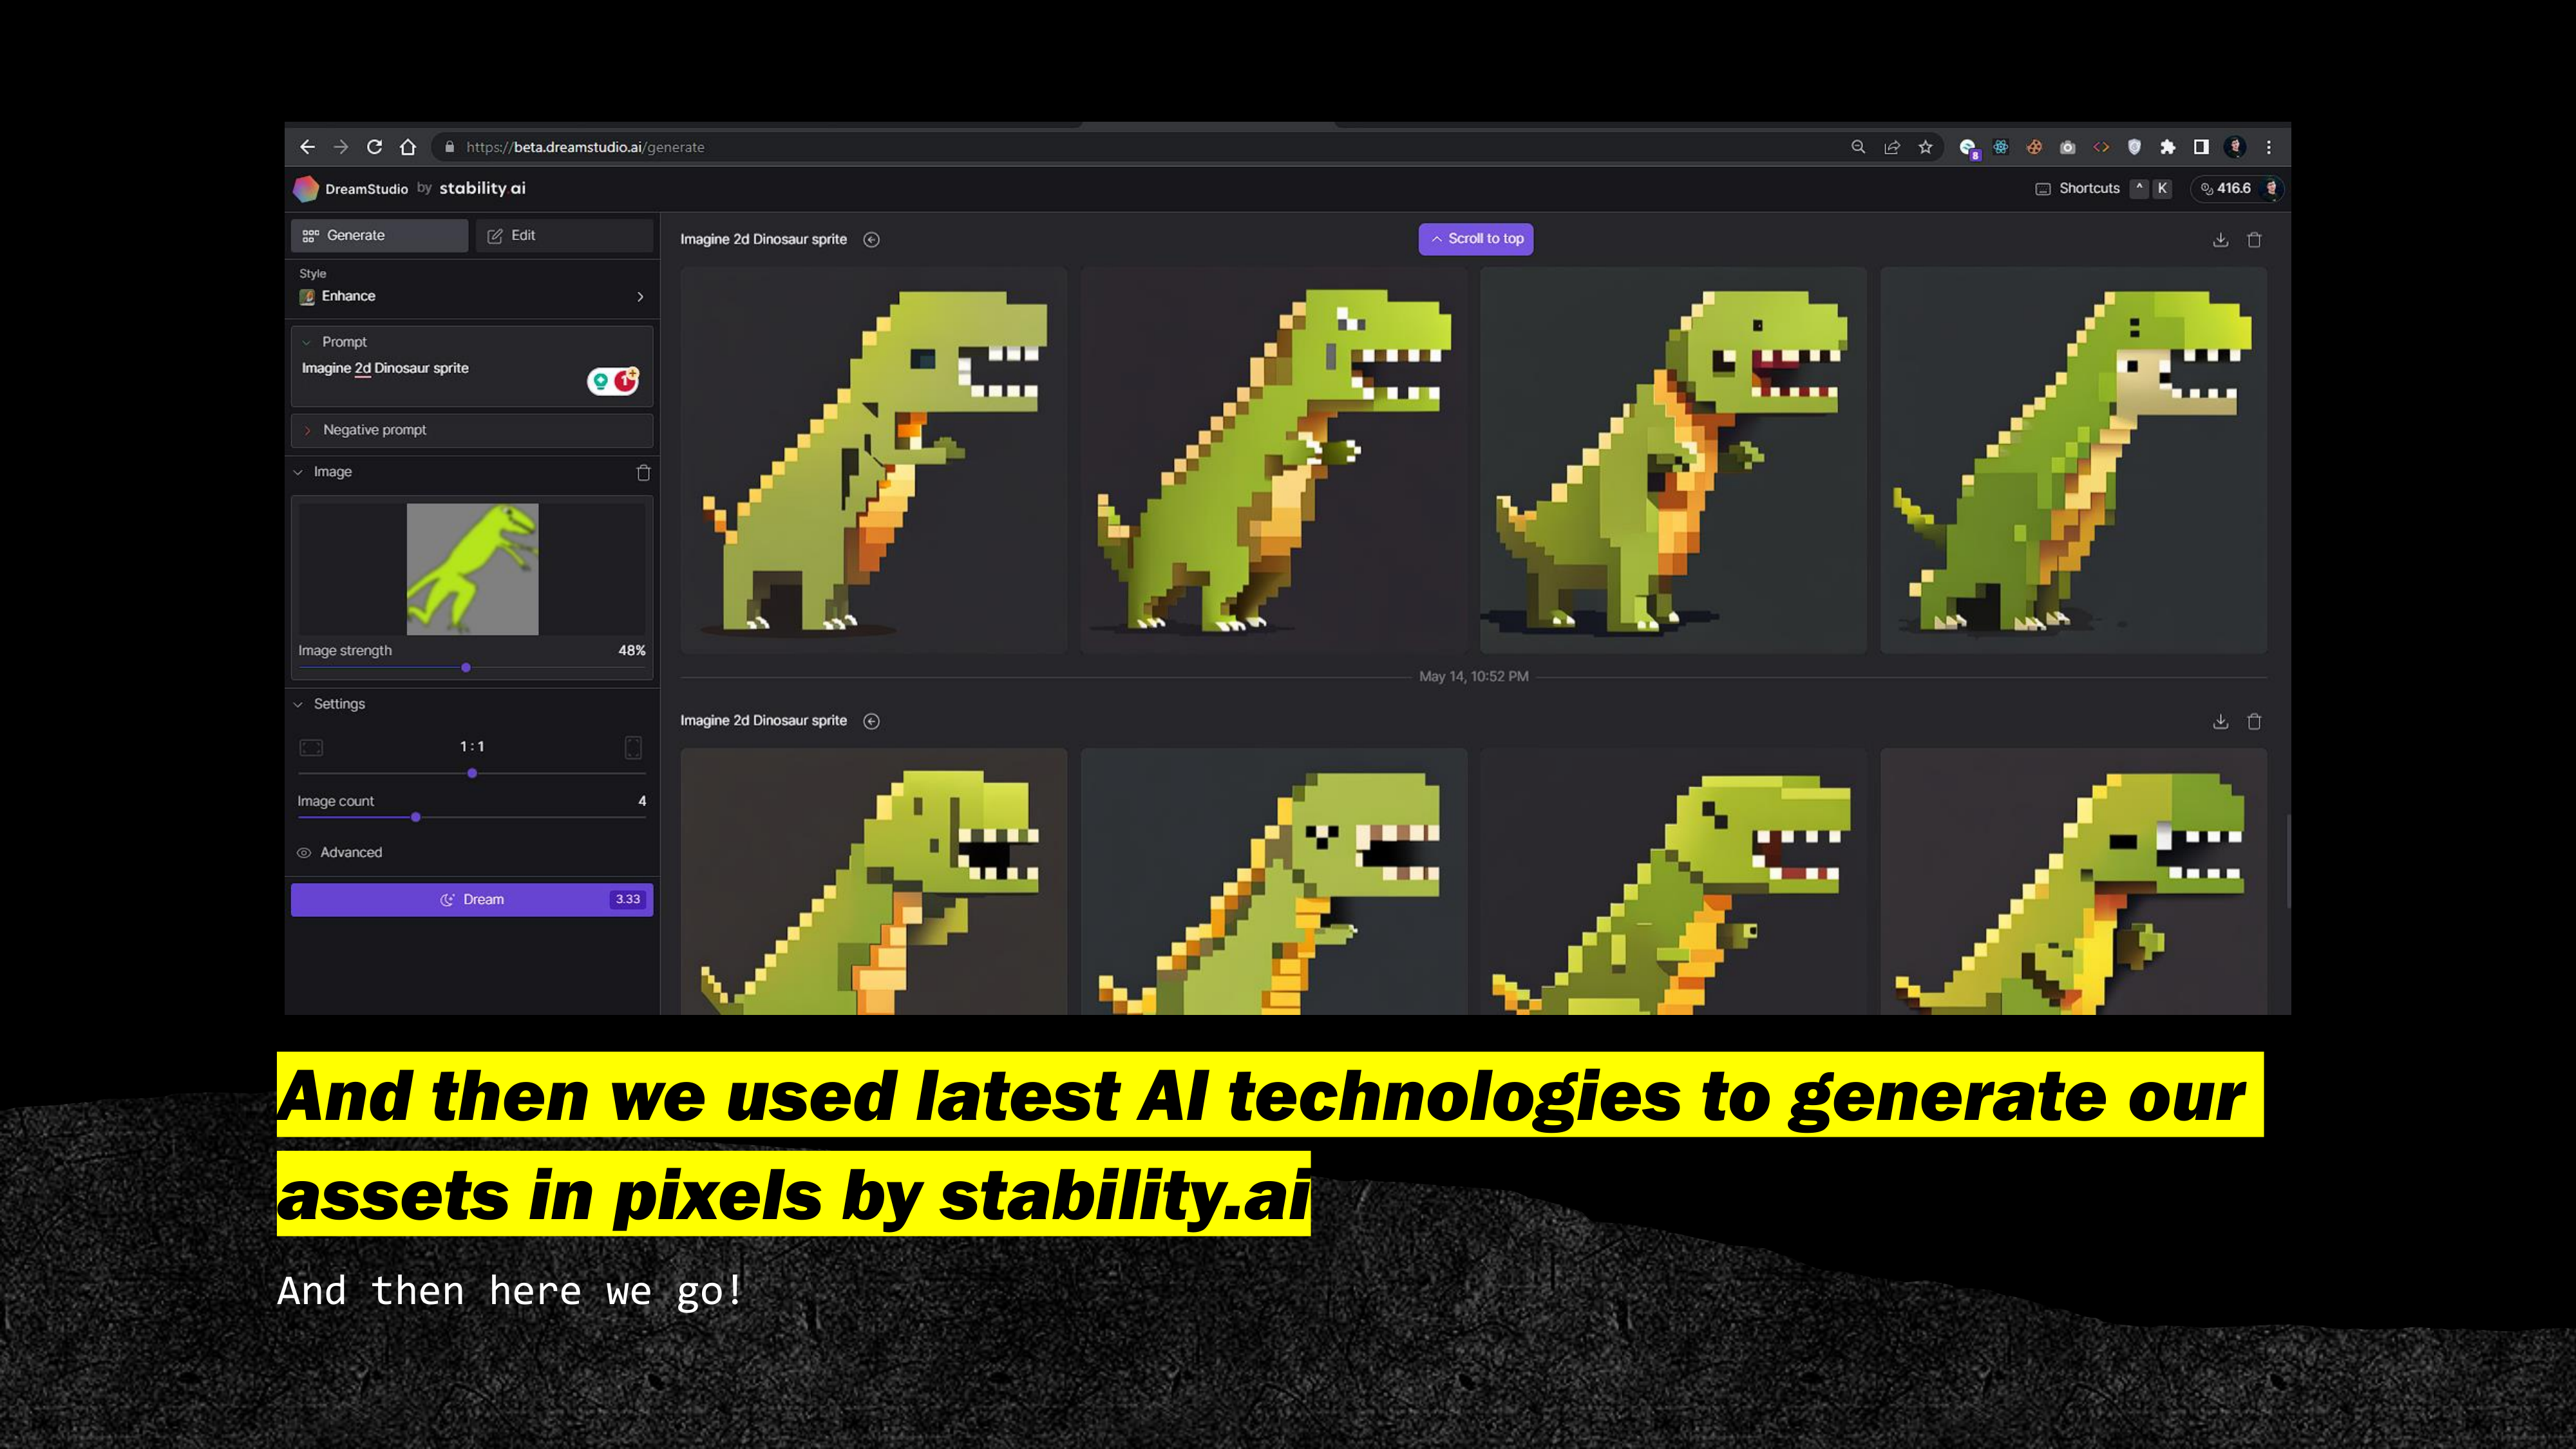 https://beta.dreamstudio.ai/generate
8
DreamStudio by stability.ai
Shortcuts ^ K
416.6
Generate
Edit
Style
Enhance
Prompt
Imagine 2d Dinosaur sprite
1
Negative prompt
Image
Image strength 48%
Settings
1:1
Image count 4
Advanced
Dream 3.33
Imagine 2d Dinosaur sprite
Scroll to top
May 14, 10:52 PM
Imagine 2d Dinosaur sprite
And then we used latest AI technologies to generate our
assets in pixels by stability.ai
And then here we go!